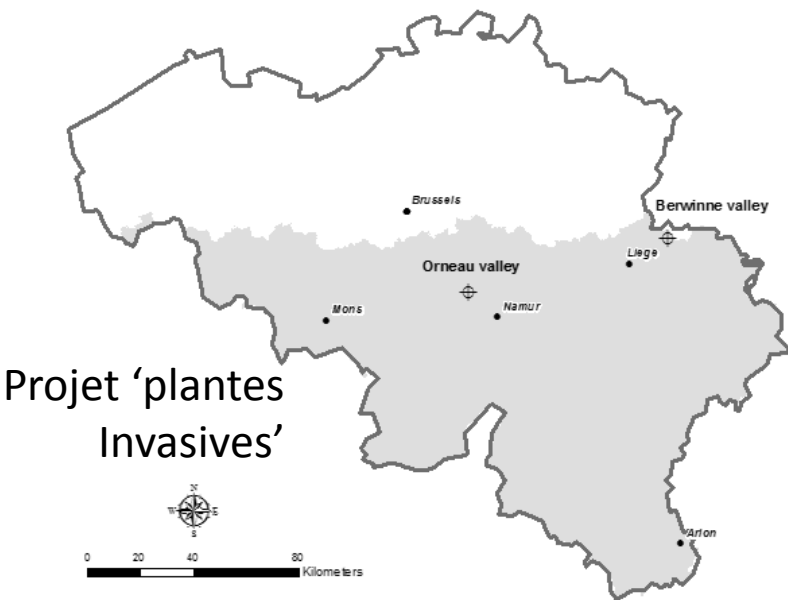 Brussels
Berwinne valley
Liege
Orneau valley
Mons
Namur
Projet ‘plantes
Invasives’
N
W E
S
Arlon
0 20 40 80
Kilometers